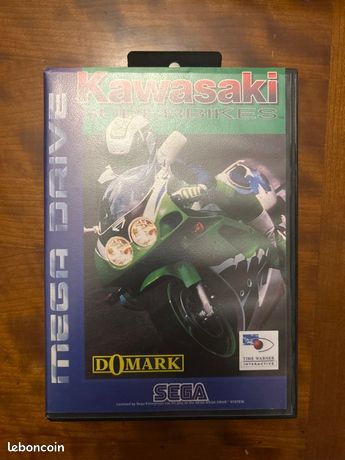 Kawasaki
SUPERBIKES
MEGA DRIVE
DOMARK
TIME WARNER
INTERACTIVE
SEGA
leboncoin